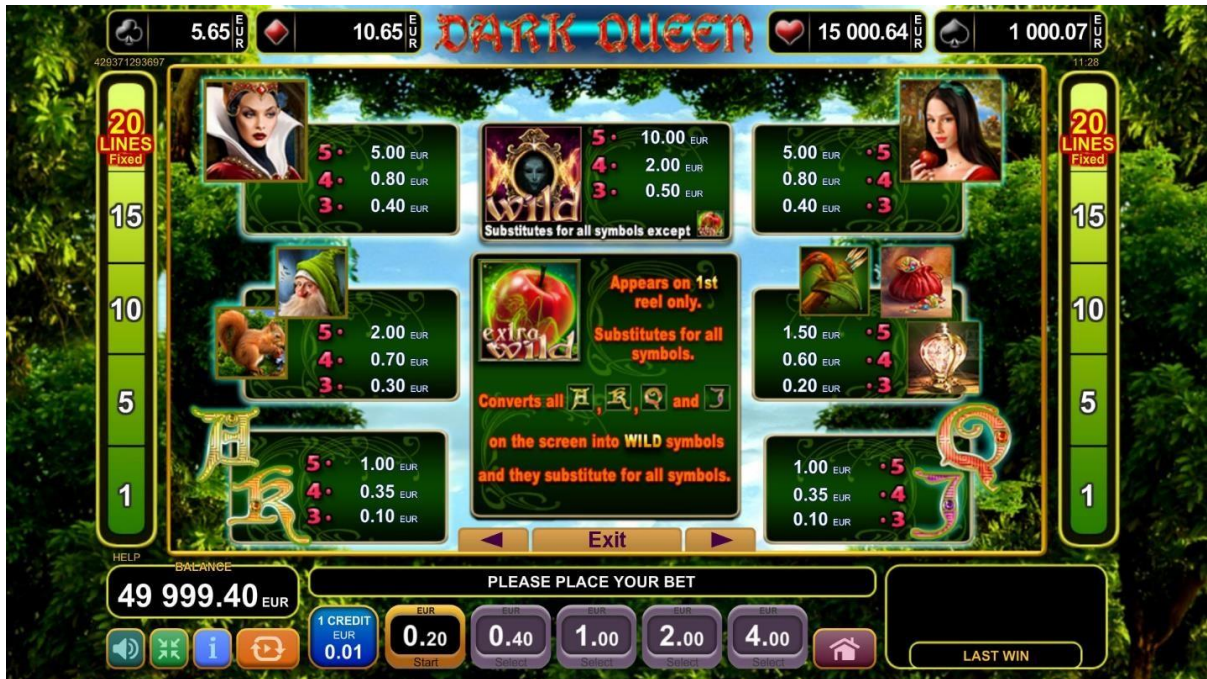 5.65 EUR
10.65 EUR
DARK QUEEN
15 000.64 EUR
1 000.07 EUR
429371293697
11:28
20
LINES
Fixed
15
10
5
1
5 5.00 EUR
4 0.80 EUR
3 0.40 EUR
wild
5 10.00 EUR
4 2.00 EUR
3 0.50 EUR
Substitutes for all symbols except
5.00 EUR 5
0.80 EUR 4
0.40 EUR 3
5 2.00 EUR
4 0.70 EUR
3 0.30 EUR
extra
wild
Appears on 1st
reel only.
Substitutes for all
symbols.
Converts all A, K, Q and J
on the screen into WILD symbols
and they substitute for all symbols.
1.50 EUR 5
0.60 EUR 4
0.20 EUR 3
A
K
5 1.00 EUR
4 0.35 EUR
3 0.10 EUR
1.00 EUR 5
0.35 EUR 4
0.10 EUR 3
Q
J
20
LINES
Fixed
15
10
5
1
Exit
HELP
BALANCE
49 999.40 EUR
PLEASE PLACE YOUR BET
1 CREDIT
EUR
0.01
EUR
0.20
Start
EUR
0.40
Select
EUR
1.00
Select
EUR
2.00
Select
EUR
4.00
Select
LAST WIN